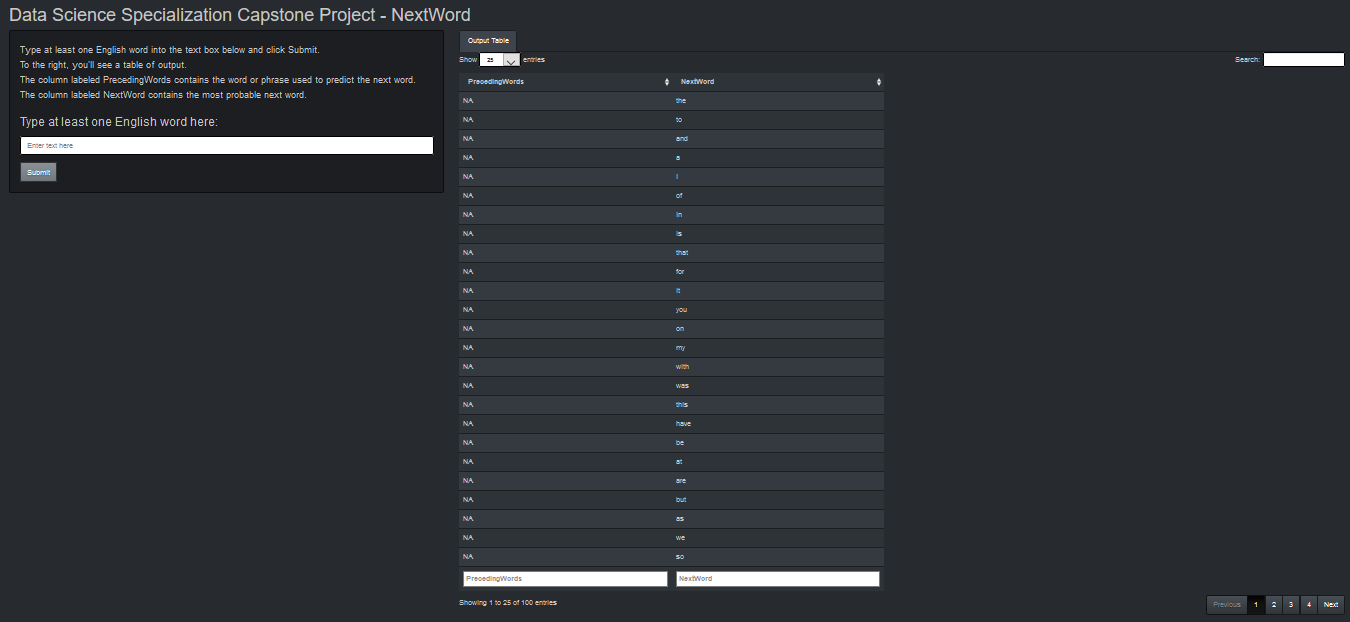 Data Science Specialization Capstone Project - NextWord
Type at least one English word into the text box below and click Submit.
To the right, you'll see a table of output.
The column labeled PrecedingWords contains the word or phrase used to predict the next word.
The column labeled NextWord contains the most probable next word.
Type at least one English word here:
Enter text here
Submit
Output Table
Show 25 entries
Search:
PrecedingWords NextWord
NA the
NA to
NA and
NA a
NA I
NA of
NA in
NA is
NA that
NA for
NA it
NA you
NA on
NA my
NA with
NA was
NA this
NA have
NA be
NA at
NA are
NA but
NA as
NA we
NA so
PrecedingWords NextWord
Showing 1 to 25 of 100 entries
Previous 1 2 3 4 Next